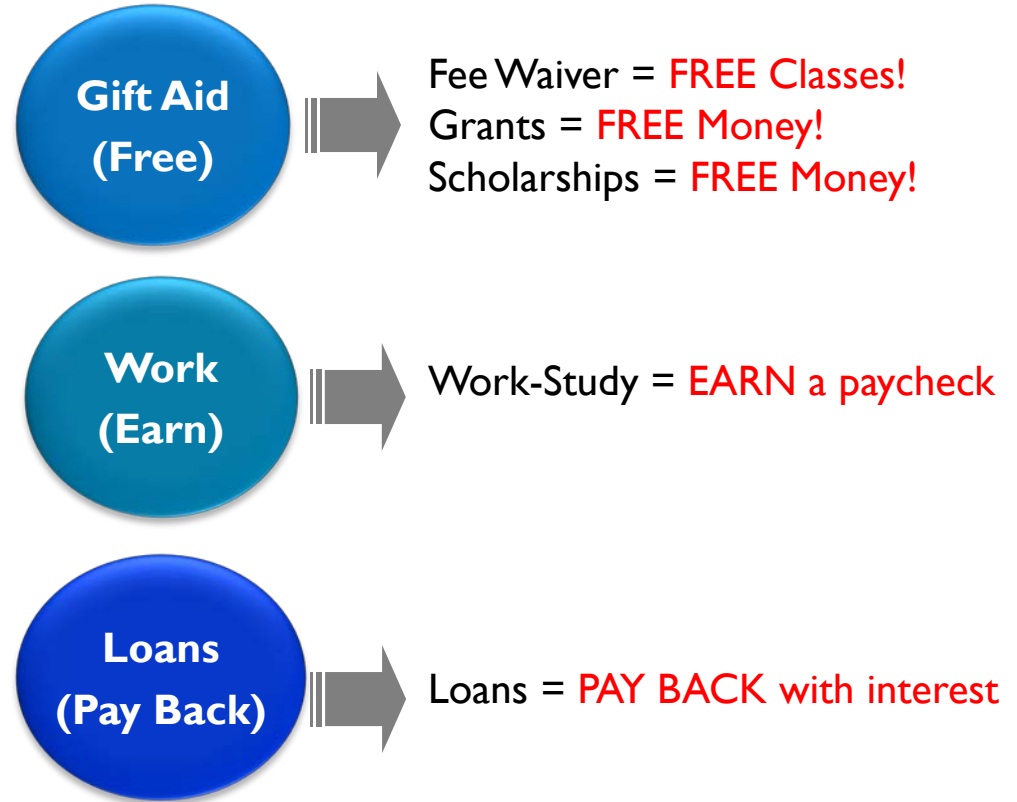 Gift Aid
(Free)
Fee Waiver = FREE Classes!
Grants = FREE Money!
Scholarships = FREE Money!
Work
(Earn)
Work-Study = EARN a paycheck
Loans
(Pay Back)
Loans = PAY BACK with interest